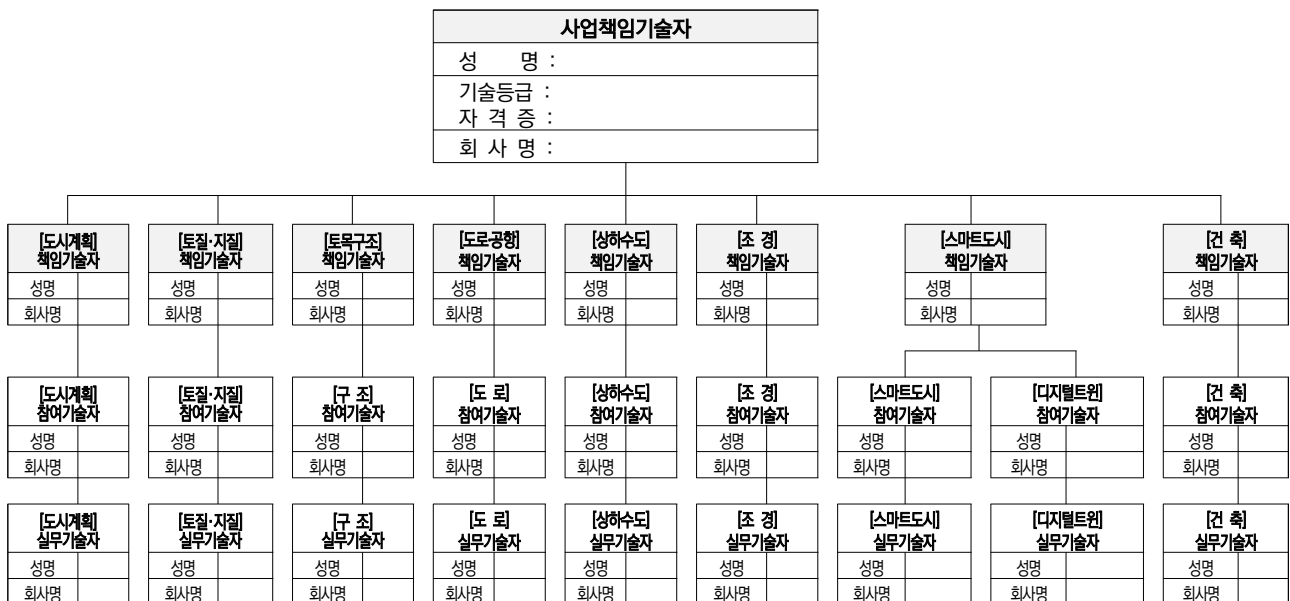 사업책임기술자
성 명 :
기술등급 :
자 격 증 :
회 사 명 :
[도시계획]
책임기술자
성명
회사명
[토질·지질]
책임기술자
성명
회사명
[토목구조]
책임기술자
성명
회사명
[도로·공항]
책임기술자
성명
회사명
[상하수도]
책임기술자
성명
회사명
[조 경]
책임기술자
성명
회사명
[스마트도시]
책임기술자
성명
회사명
[건 축]
책임기술자
성명
회사명
[도시계획]
참여기술자
성명
회사명
[토질·지질]
참여기술자
성명
회사명
[구 조]
참여기술자
성명
회사명
[도 로]
참여기술자
성명
회사명
[상하수도]
참여기술자
성명
회사명
[조 경]
참여기술자
성명
회사명
[스마트도시]
참여기술자
성명
회사명
[디지털트윈]
참여기술자
성명
회사명
[건 축]
참여기술자
성명
회사명
[도시계획]
실무기술자
성명
회사명
[토질·지질]
실무기술자
성명
회사명
[구 조]
실무기술자
성명
회사명
[도 로]
실무기술자
성명
회사명
[상하수도]
실무기술자
성명
회사명
[조 경]
실무기술자
성명
회사명
[스마트도시]
실무기술자
성명
회사명
[디지털트윈]
실무기술자
성명
회사명
[건 축]
실무기술자
성명
회사명